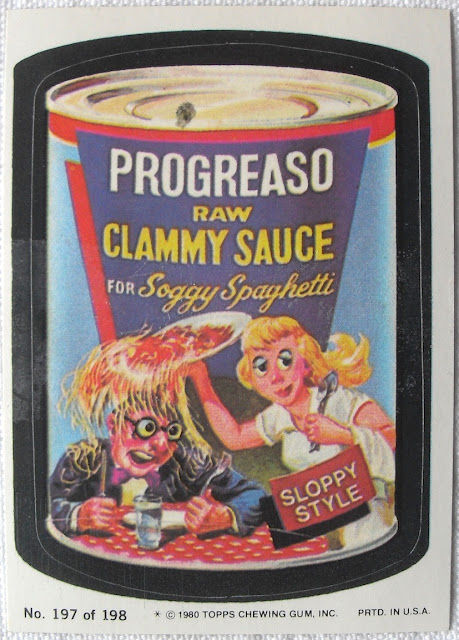 PROGREASO
RAW
CLAMMY SAUCE
FOR Soggy Spaghetti
SLOPPY
STYLE
No. 197 of 198 * © 1980 TOPPS CHEWING GUM, INC. PRTD. IN U.S.A.